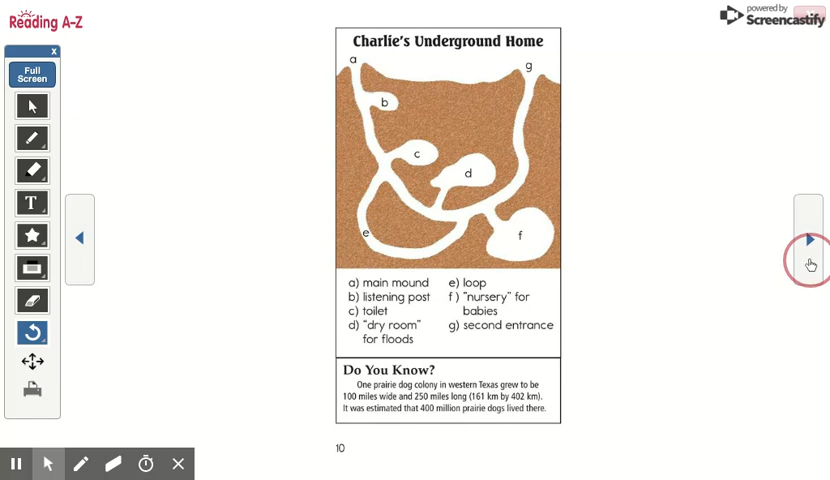 Reading A-Z
powered by
Screencastify
x
Full
Screen
T
Charlie's Underground Home
a
g
b
c
d
e
f
a) main mound
b) listening post
c) toilet
d) "dry room"
for floods
e) loop
f) "nursery" for
babies
g) second entrance
Do You Know?
One prairie dog colony in western Texas grew to be
100 miles wide and 250 miles long (161 km by 402 km).
It was estimated that 400 million prairie dogs lived there.
10